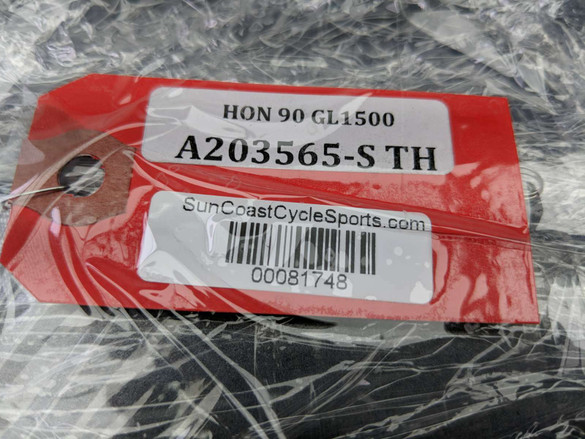 HON 90 GL1500
A203565-S TH
SunCoastCycleSports.com
00081748